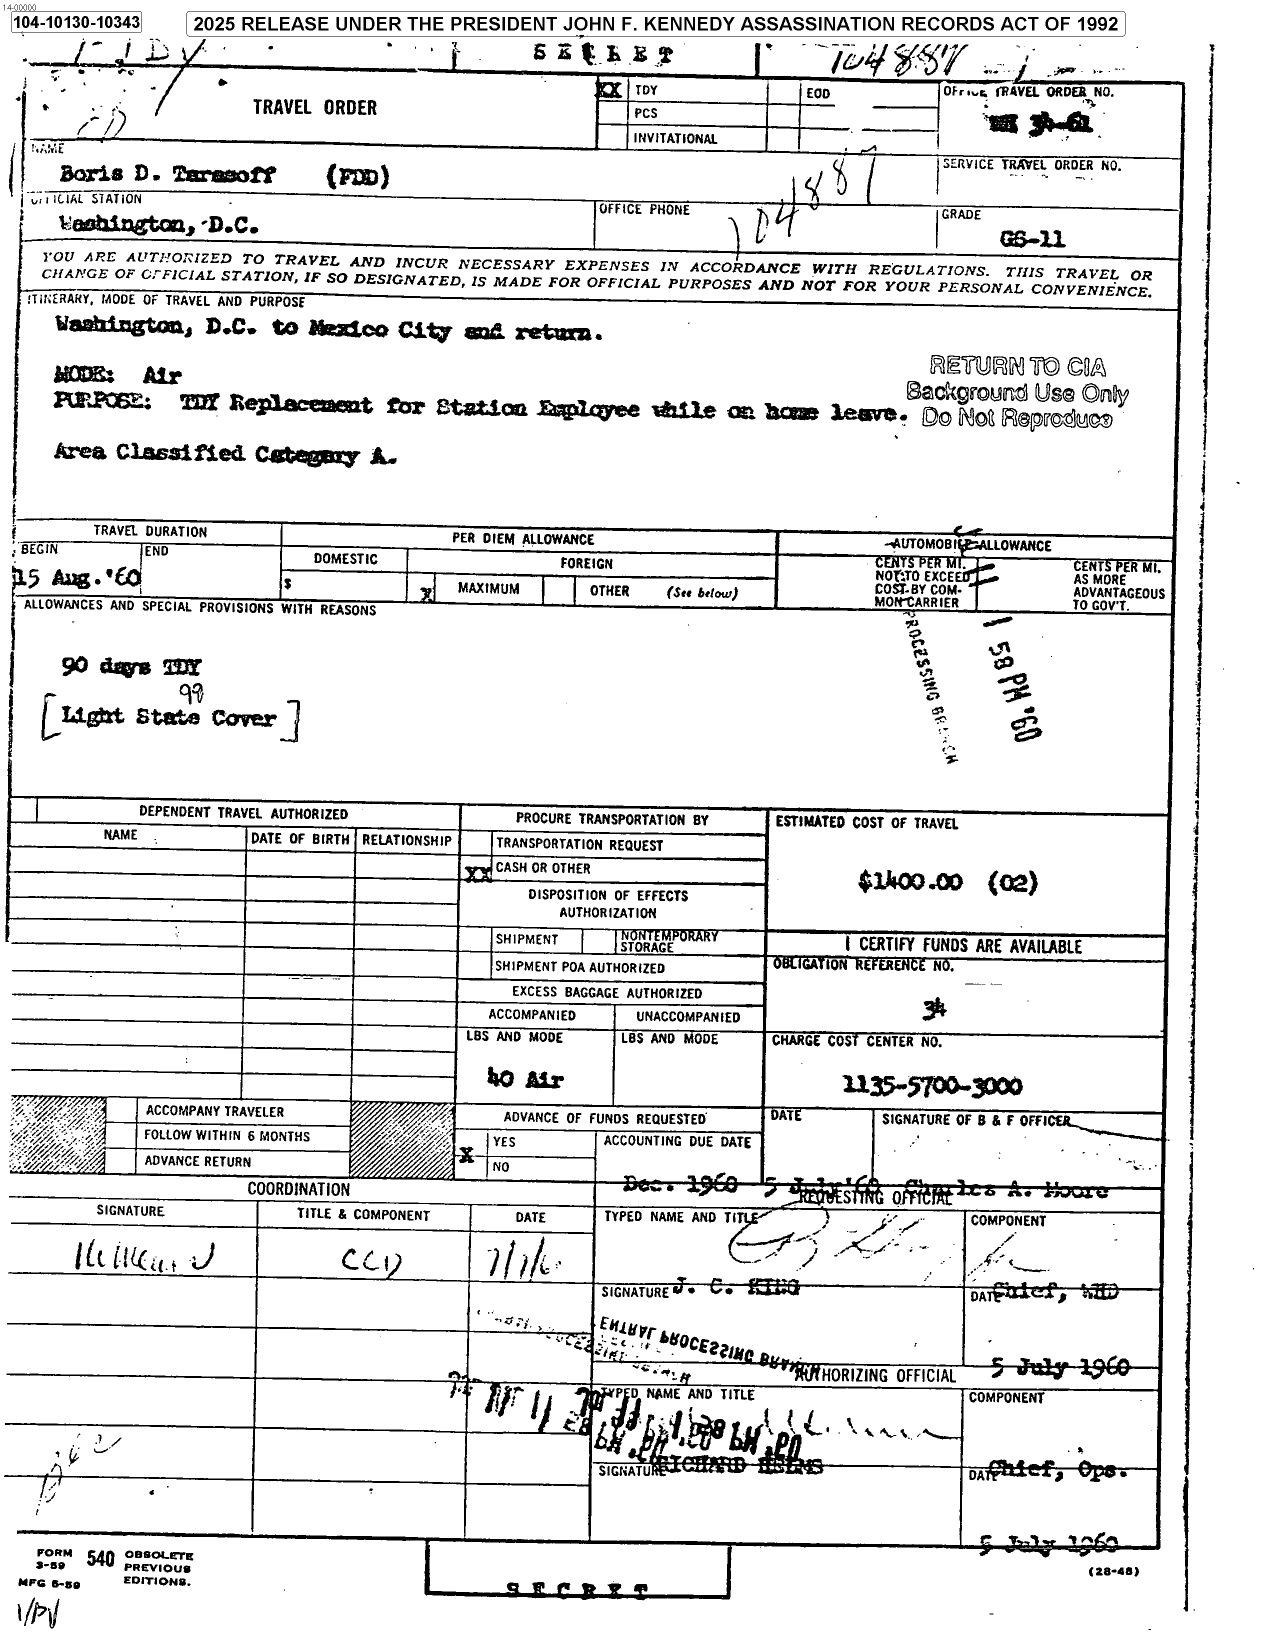 14-00000
104-10130-10343
2025 RELEASE UNDER THE PRESIDENT JOHN F. KENNEDY ASSASSINATION RECORDS ACT OF 1992
SECRET
104887
TRAVEL ORDER
XX TDY
PCS
INVITATIONAL
EOD
OFFICE TRAVEL ORDER NO.
34-61
NAME
Boris D. Tarasoff (FDD)
SERVICE TRAVEL ORDER NO.
104887
OFFICIAL STATION
Washington, D.C.
OFFICE PHONE
GRADE
GS-11
YOU ARE AUTHORIZED TO TRAVEL AND INCUR NECESSARY EXPENSES IN ACCORDANCE WITH REGULATIONS. THIS TRAVEL OR
CHANGE OF OFFICIAL STATION, IF SO DESIGNATED, IS MADE FOR OFFICIAL PURPOSES AND NOT FOR YOUR PERSONAL CONVENIENCE.
ITINERARY, MODE OF TRAVEL AND PURPOSE
Washington, D.C. to Mexico City and return.
MODE: Air
PURPOSE: TDY Replacement for Station Employee while on home leave.
RETURN TO CIA
Background Use Only
Do Not Reproduce
Area Classified Category A.
TRAVEL DURATION
PER DIEM ALLOWANCE
AUTOMOBILE ALLOWANCE
BEGIN
END
DOMESTIC
FOREIGN
CENTS PER MI.
NOT TO EXCEED
COST BY COM-
MON CARRIER
CENTS PER MI.
AS MORE
ADVANTAGEOUS
TO GOV'T.
15 Aug. '60
$
X MAXIMUM
OTHER (See below)
ALLOWANCES AND SPECIAL PROVISIONS WITH REASONS
PROCESSING BRANCH
1 58 PM '60
90 days TDY
99
[Light State Cover]
DEPENDENT TRAVEL AUTHORIZED
PROCURE TRANSPORTATION BY
ESTIMATED COST OF TRAVEL
NAME
DATE OF BIRTH
RELATIONSHIP
TRANSPORTATION REQUEST
XX CASH OR OTHER
$1400.00 (02)
DISPOSITION OF EFFECTS
AUTHORIZATION
SHIPMENT
NONTEMPORARY
STORAGE
I CERTIFY FUNDS ARE AVAILABLE
SHIPMENT POA AUTHORIZED
OBLIGATION REFERENCE NO.
34
EXCESS BAGGAGE AUTHORIZED
ACCOMPANIED
UNACCOMPANIED
LBS AND MODE
LBS AND MODE
CHARGE COST CENTER NO.
40 Air
1135-5700-3000
ACCOMPANY TRAVELER
FOLLOW WITHIN 6 MONTHS
ADVANCE RETURN
ADVANCE OF FUNDS REQUESTED
DATE
SIGNATURE OF B & F OFFICER
X YES
NO
ACCOUNTING DUE DATE
Dec. 1960
5 July '60 Charles A. Moore
COORDINATION
REQUESTING OFFICIAL
SIGNATURE
TITLE & COMPONENT
DATE
TYPED NAME AND TITLE
COMPONENT
CCD
SIGNATURE J. C. KING
DATE Chief, WHD
CENTRAL PROCESSING BRANCH
5 July 1960
AUTHORIZING OFFICIAL
TYPED NAME AND TITLE
COMPONENT
SIGNATURE RICHARD HELMS
DATE Chief, Ops.
5 July 1960
FORM
3-59
540
OBSOLETE
PREVIOUS
EDITIONS.
MFG 5-59
(28-48)
SECRET